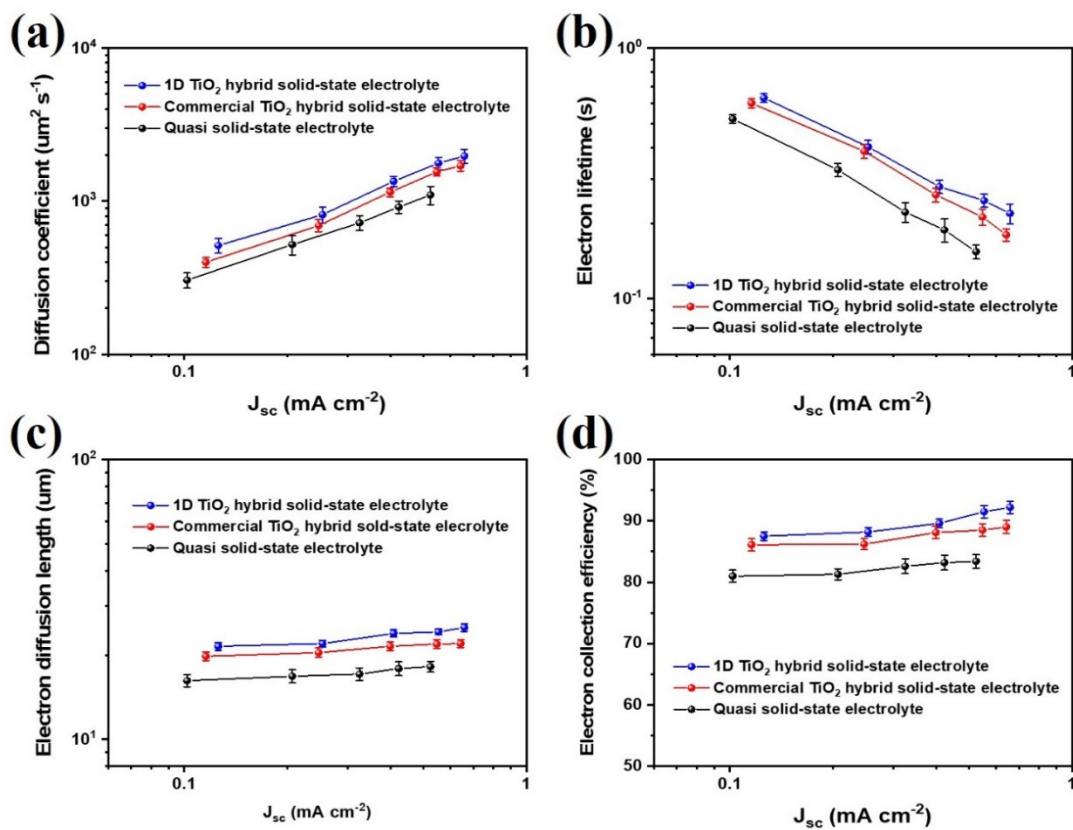 (a)
Diffusion coefficient (um² s⁻¹)
10⁴
10³
10²
1D TiO₂ hybrid solid-state electrolyte
Commercial TiO₂ hybrid solid-state electrolyte
Quasi solid-state electrolyte
0.1
1
J_sc (mA cm⁻²)
(b)
Electron lifetime (s)
10⁰
10⁻¹
1D TiO₂ hybrid solid-state electrolyte
Commercial TiO₂ hybrid solid-state electrolyte
Quasi solid-state electrolyte
0.1
1
J_sc (mA cm⁻²)
(c)
Electron diffusion length (um)
10²
10¹
1D TiO₂ hybrid solid-state electrolyte
Commercial TiO₂ hybrid sold-state elecrolyte
Quasi solid-state electrolyte
0.1
1
J_sc (mA cm⁻²)
(d)
Electron collection efficiency (%)
100
90
80
70
60
50
1D TiO₂ hybrid solid-state electrolyte
Commercial TiO₂ hybrid solid-state electrolyte
Quasi solid-state electrolyte
0.1
1
J_sc (mA cm⁻²)